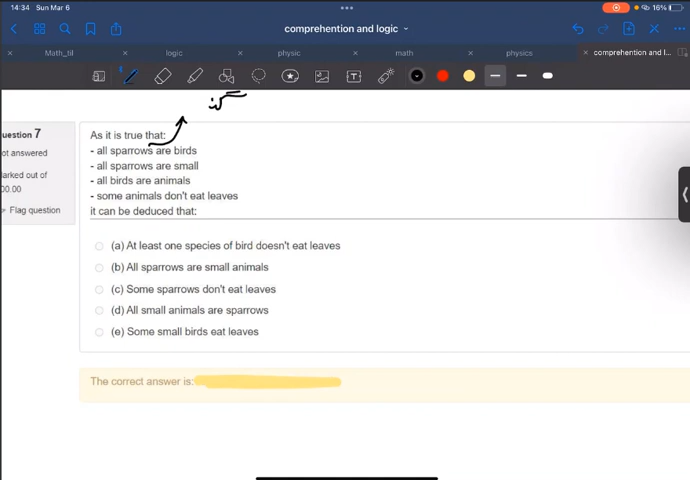 14:34 Sun Mar 6
16%
comprehention and logic
Math_til
logic
physic
math
physics
comprehention and l...
uestion 7
ot answered
arked out of
00.00
Flag question
As it is true that:
- all sparrows are birds
- all sparrows are small
- all birds are animals
- some animals don't eat leaves
it can be deduced that:
(a) At least one species of bird doesn't eat leaves
(b) All sparrows are small animals
(c) Some sparrows don't eat leaves
(d) All small animals are sparrows
(e) Some small birds eat leaves
The correct answer is: